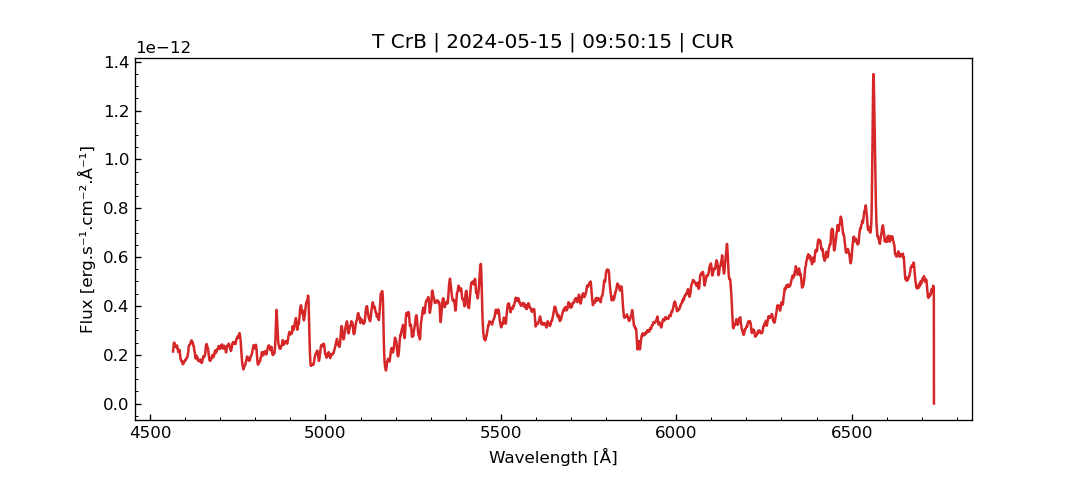 T CrB | 2024-05-15 | 09:50:15 | CUR
1e−12
1.4
1.2
1.0
0.8
0.6
0.4
0.2
0.0
Flux [erg.s⁻¹.cm⁻².Å⁻¹]
4500 5000 5500 6000 6500
Wavelength [Å]